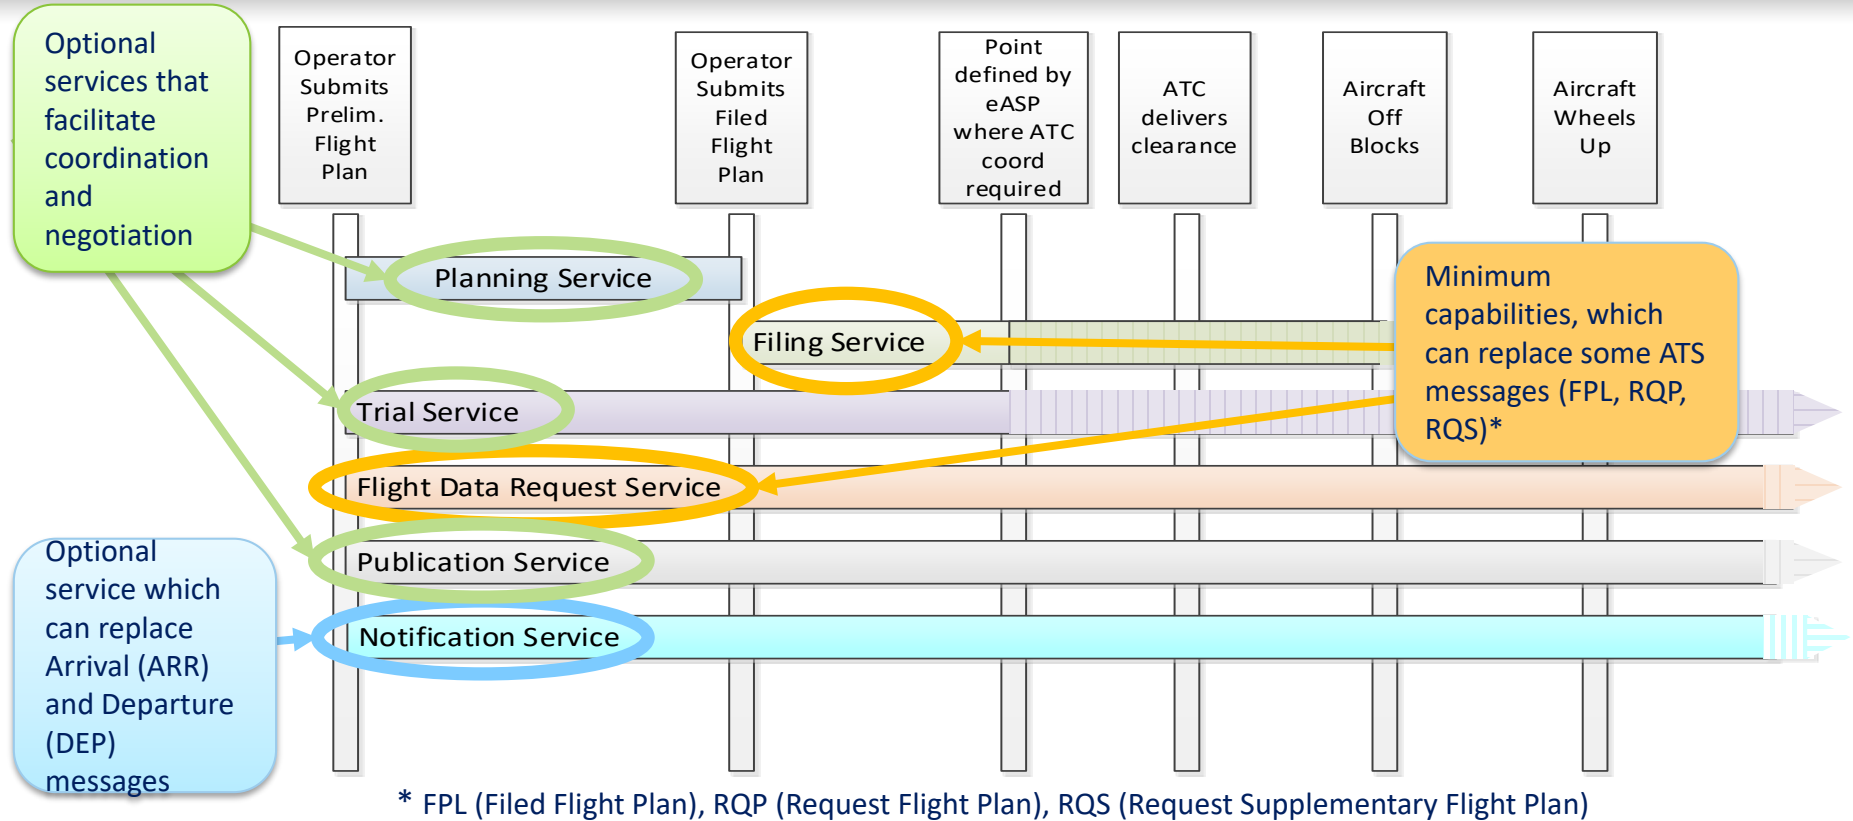 Optional
services that
facilitate
coordination
and
negotiation
Operator
Submits
Prelim.
Flight
Plan
Operator
Submits
Filed
Flight
Plan
Point
defined by
eASP
where ATC
coord
required
ATC
delivers
clearance
Aircraft
Off
Blocks
Aircraft
Wheels
Up
Planning Service
Filing Service
Trial Service
Flight Data Request Service
Publication Service
Notification Service
Minimum
capabilities, which
can replace some ATS
messages (FPL, RQP,
RQS)*
Optional
service which
can replace
Arrival (ARR)
and Departure
(DEP)
messages
* FPL (Filed Flight Plan), RQP (Request Flight Plan), RQS (Request Supplementary Flight Plan)